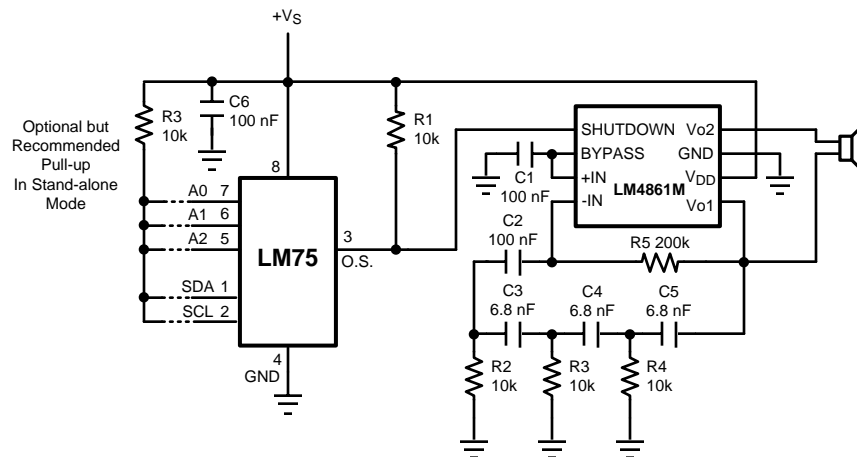 +VS
Optional but
Recommended
Pull-up
In Stand-alone
Mode
R3
10k
C6
100 nF
R1
10k
8
A0 7
A1 6
A2 5
SDA 1
SCL 2
LM75
3
O.S.
4
GND
SHUTDOWN Vo2
BYPASS GND
+IN VDD
LM4861M
-IN Vo1
C1
100 nF
C2
100 nF
R5 200k
C3
6.8 nF
C4
6.8 nF
C5
6.8 nF
R2
10k
R3
10k
R4
10k